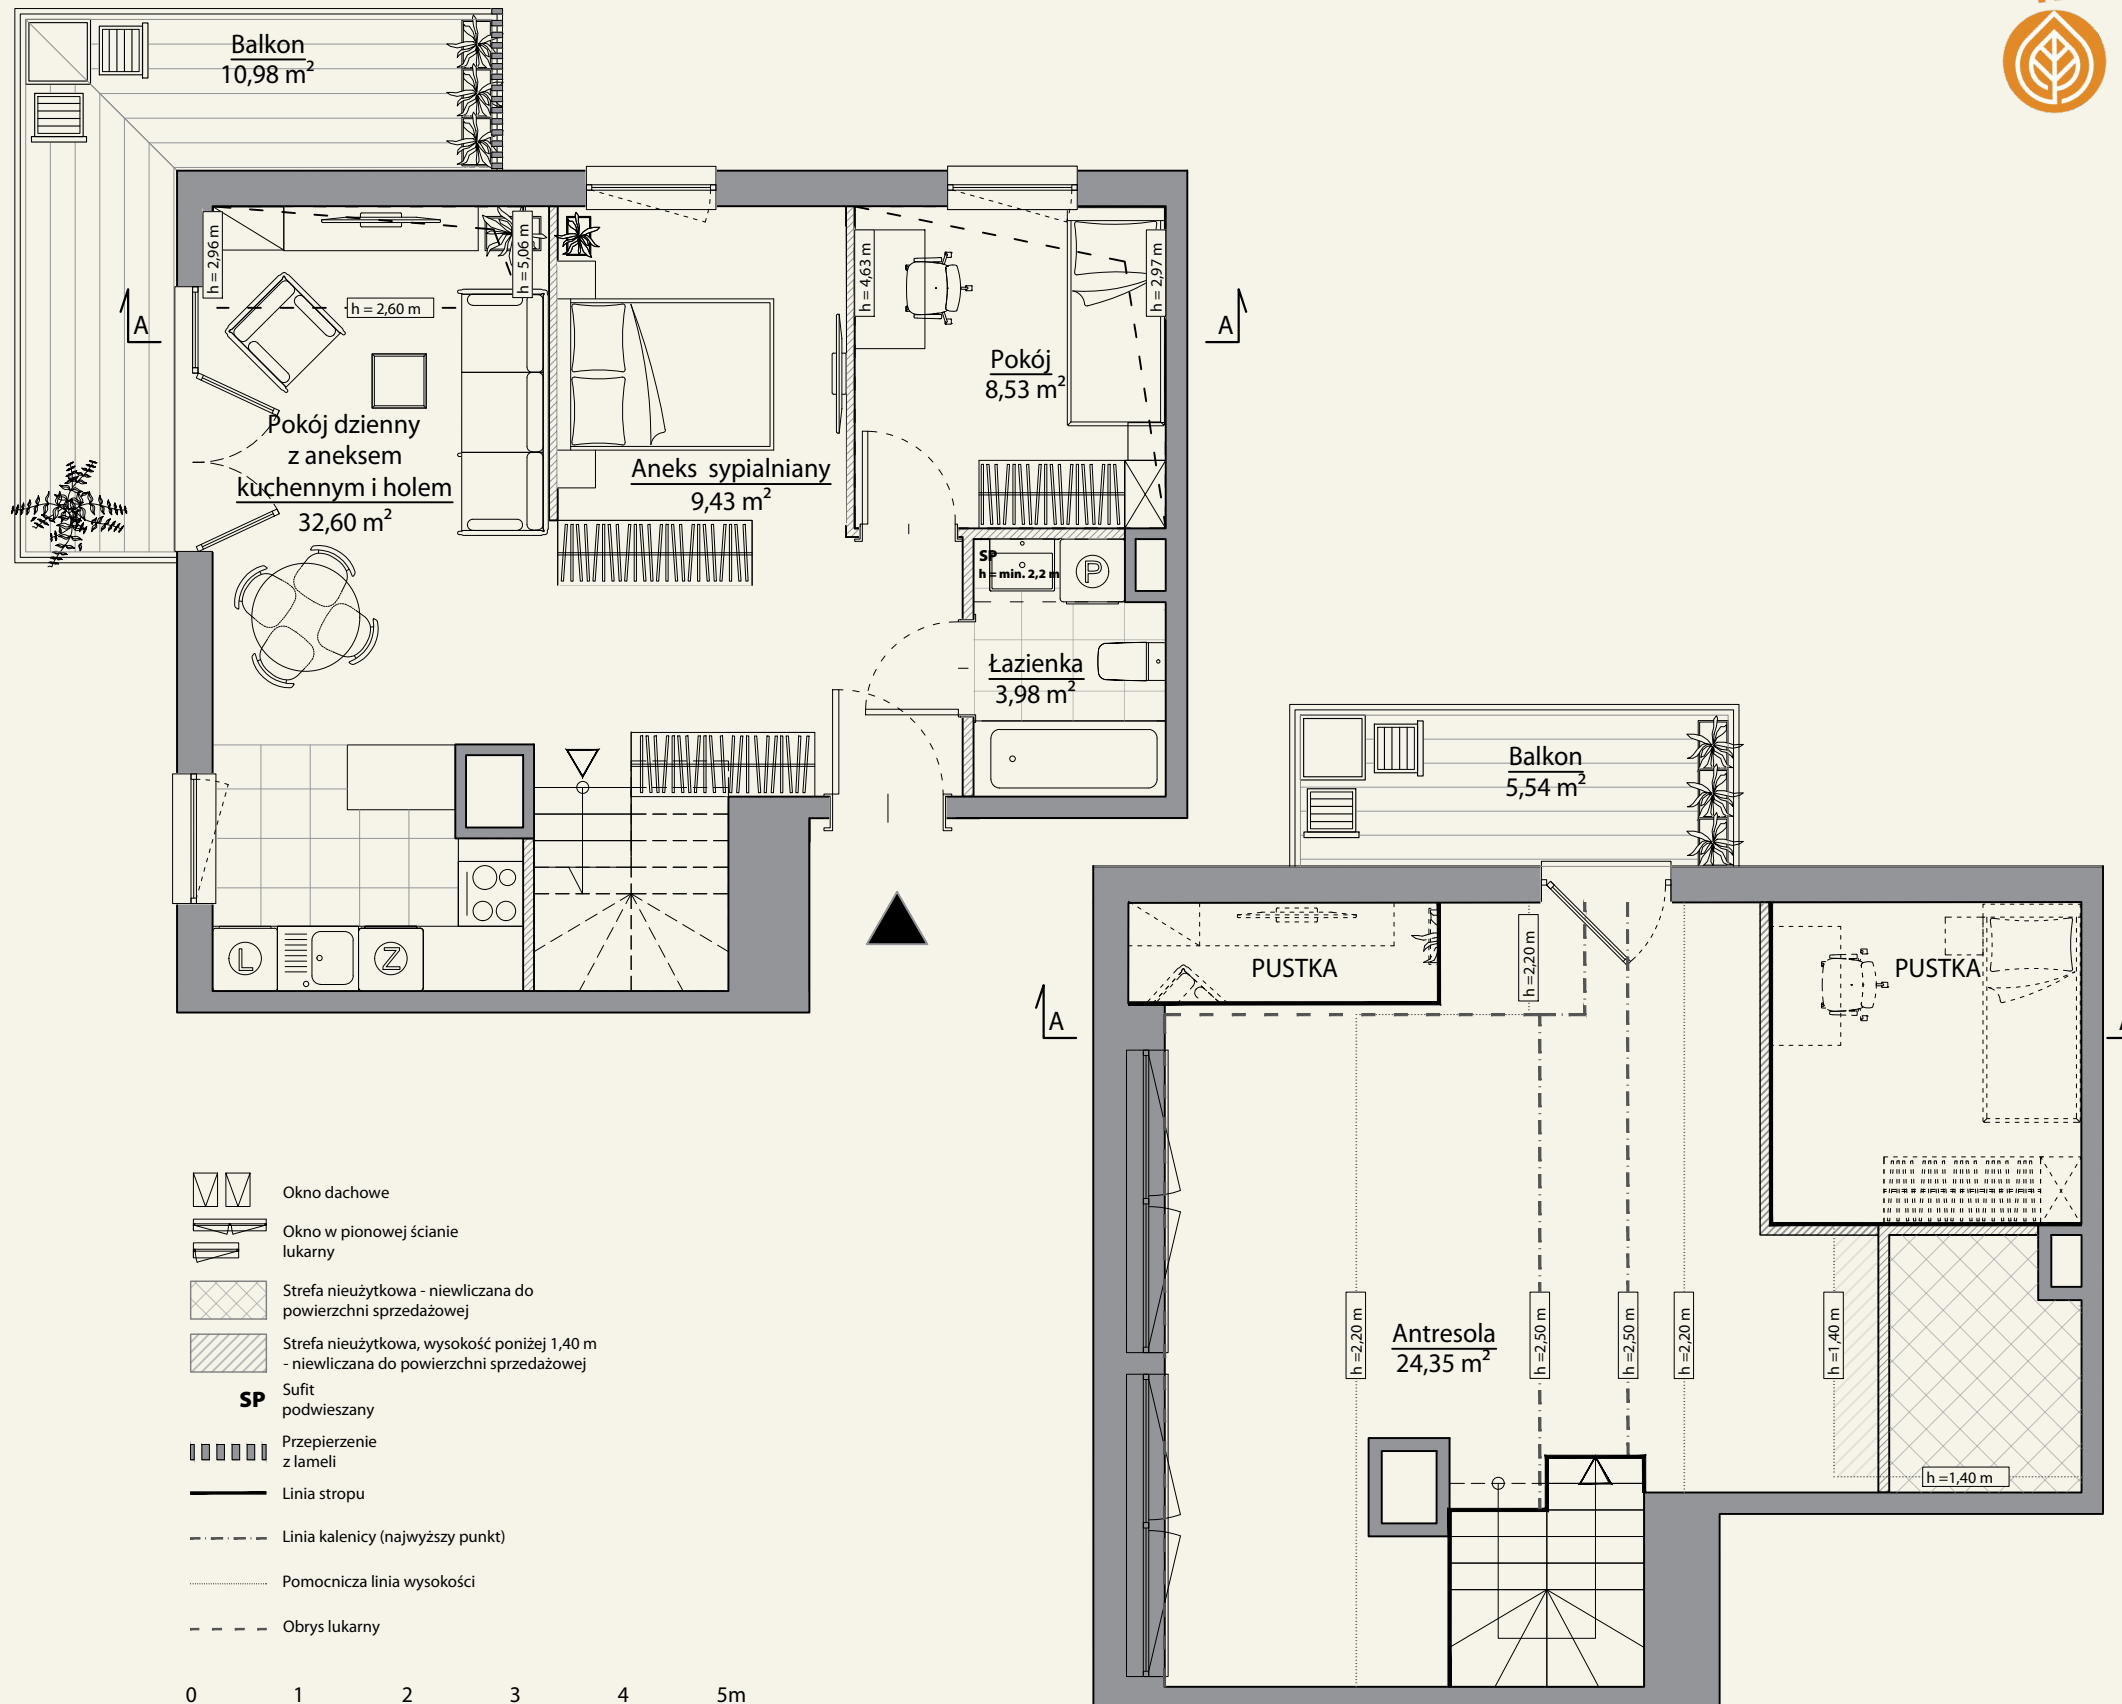 Balkon
10,98 m²
h = 2,96 m
h = 5,06 m
h = 4,63 m
h = 2,97 m
h = 2,60 m
A
A
Pokój
8,53 m²
Pokój dzienny
z aneksem
kuchennym i holem
32,60 m²
Aneks sypialniany
9,43 m²
SP
h = min. 2,2 m
P
Łazienka
3,98 m²
L
Z
Balkon
5,54 m²
PUSTKA
h =2,20 m
PUSTKA
A
h =2,20 m
h =2,50 m
h =2,50 m
h =2,20 m
h =1,40 m
Antresola
24,35 m²
h =1,40 m
Okno dachowe
Okno w pionowej ścianie
lukarny
Strefa nieużytkowa - niewliczana do
powierzchni sprzedażowej
Strefa nieużytkowa, wysokość poniżej 1,40 m
- niewliczana do powierzchni sprzedażowej
SP
Sufit
podwieszany
Przepierzenie
z lameli
Linia stropu
Linia kalenicy (najwyższy punkt)
Pomocnicza linia wysokości
Obrys lukarny
0 1 2 3 4 5m